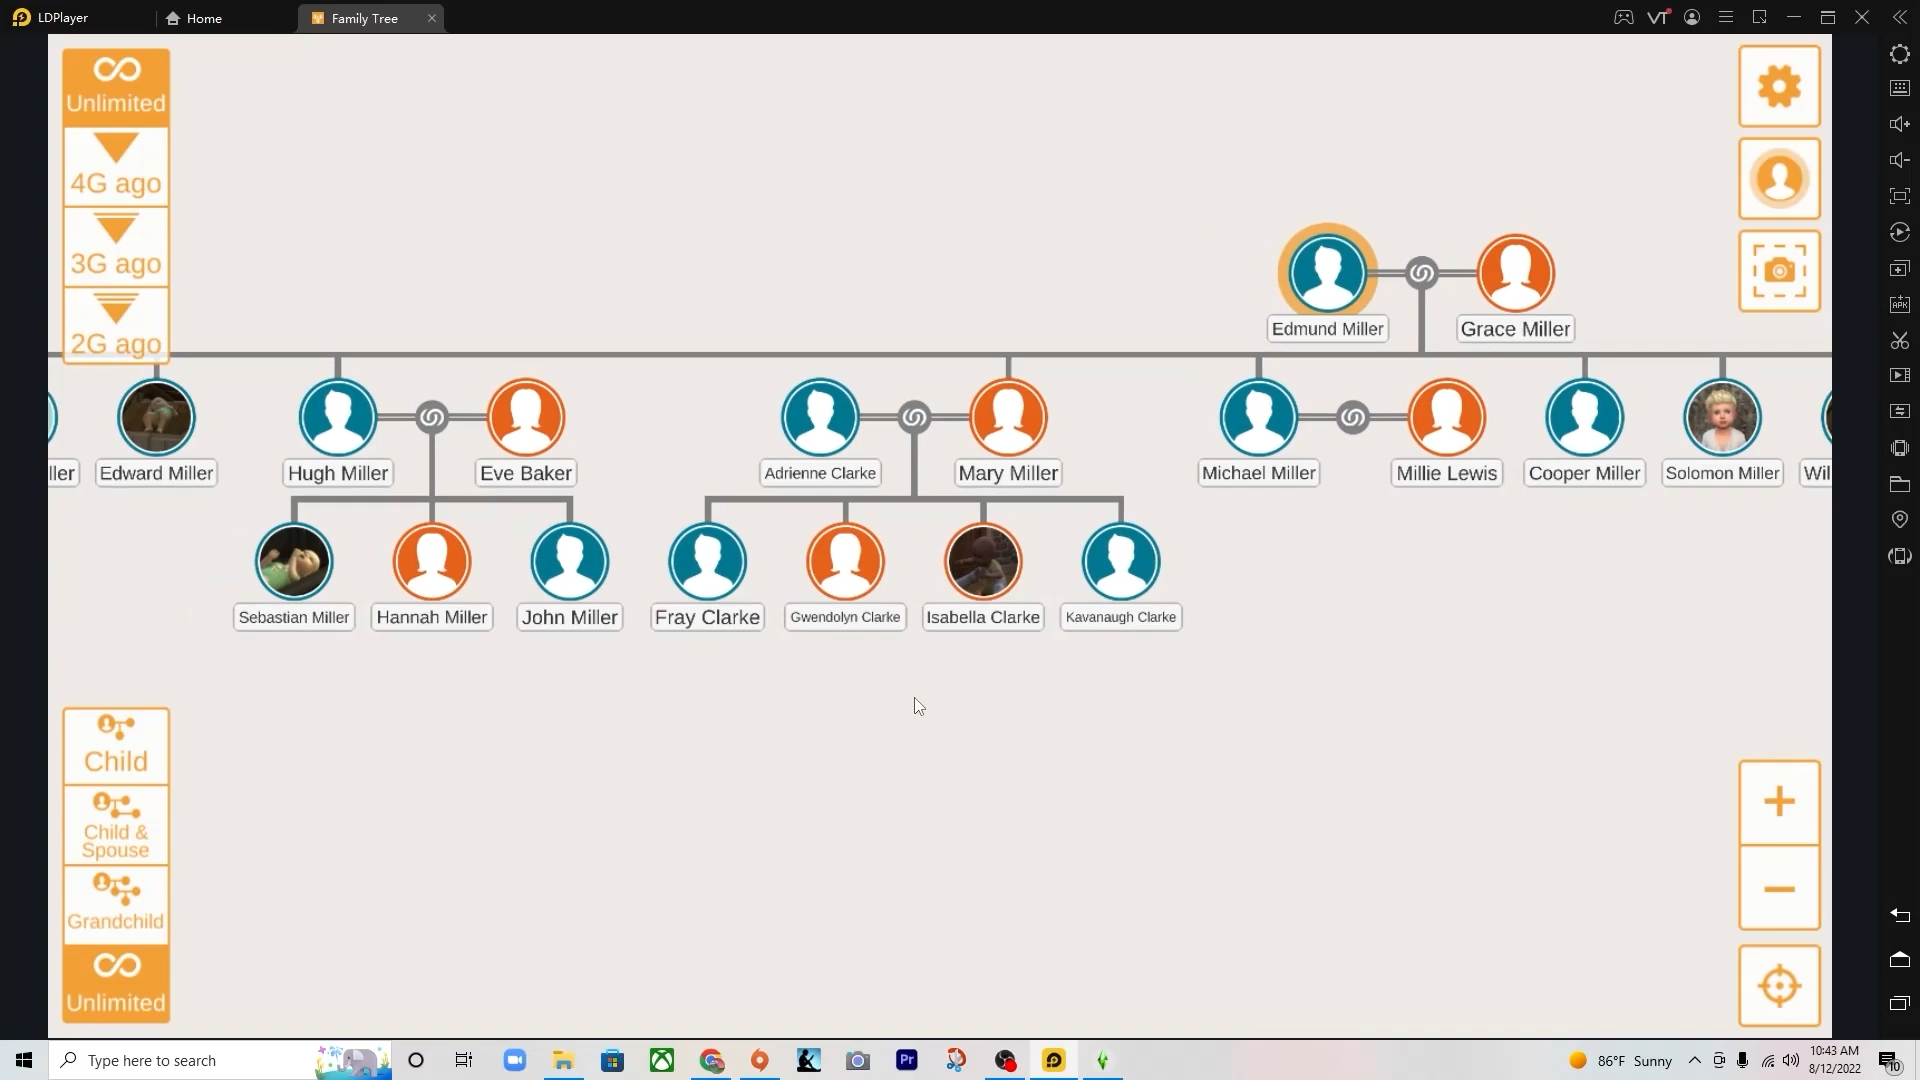 LDPlayer
Home
Family Tree
Unlimited
4G ago
3G ago
2G ago
Edmund Miller
Grace Miller
ller
Edward Miller
Hugh Miller
Eve Baker
Adrienne Clarke
Mary Miller
Michael Miller
Millie Lewis
Cooper Miller
Solomon Miller
Wil
Sebastian Miller
Hannah Miller
John Miller
Fray Clarke
Gwendolyn Clarke
Isabella Clarke
Kavanaugh Clarke
Child
Child &
Spouse
Grandchild
Unlimited
APK
Type here to search
Pr
86°F Sunny
10:43 AM
8/12/2022
10